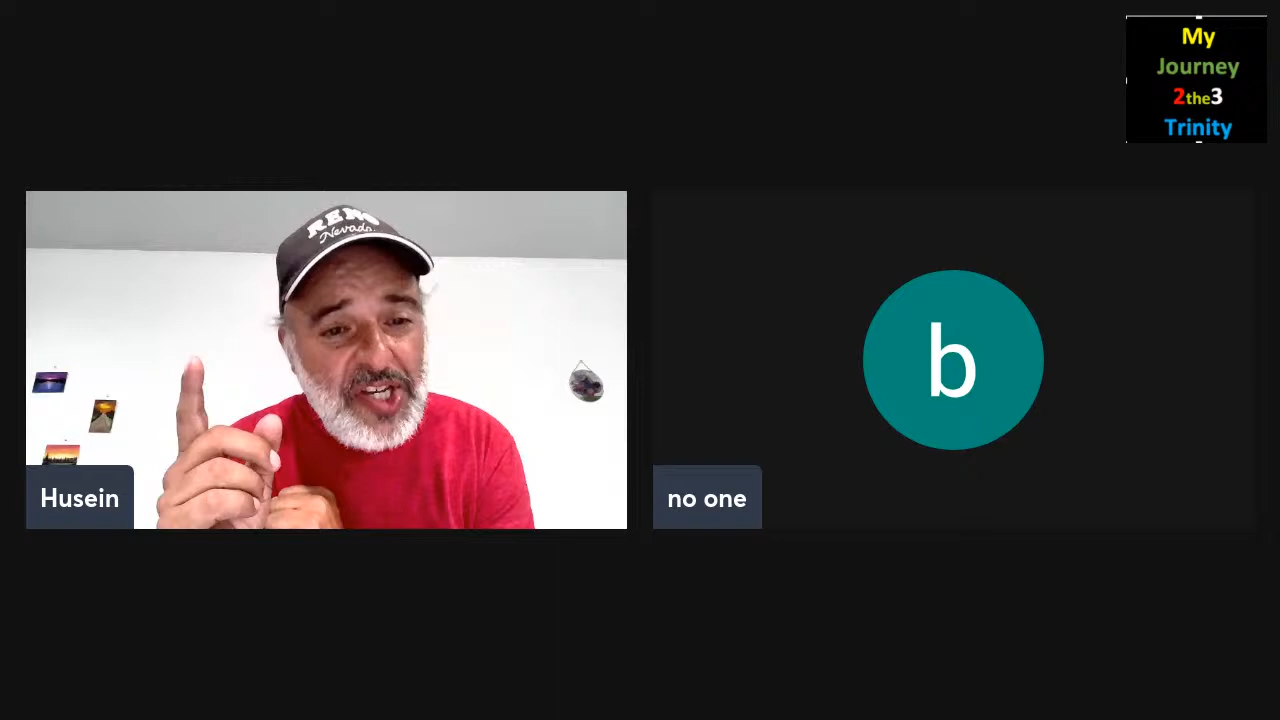 My
Journey
2the3
Trinity
RENO
Nevada
Husein
b
no one